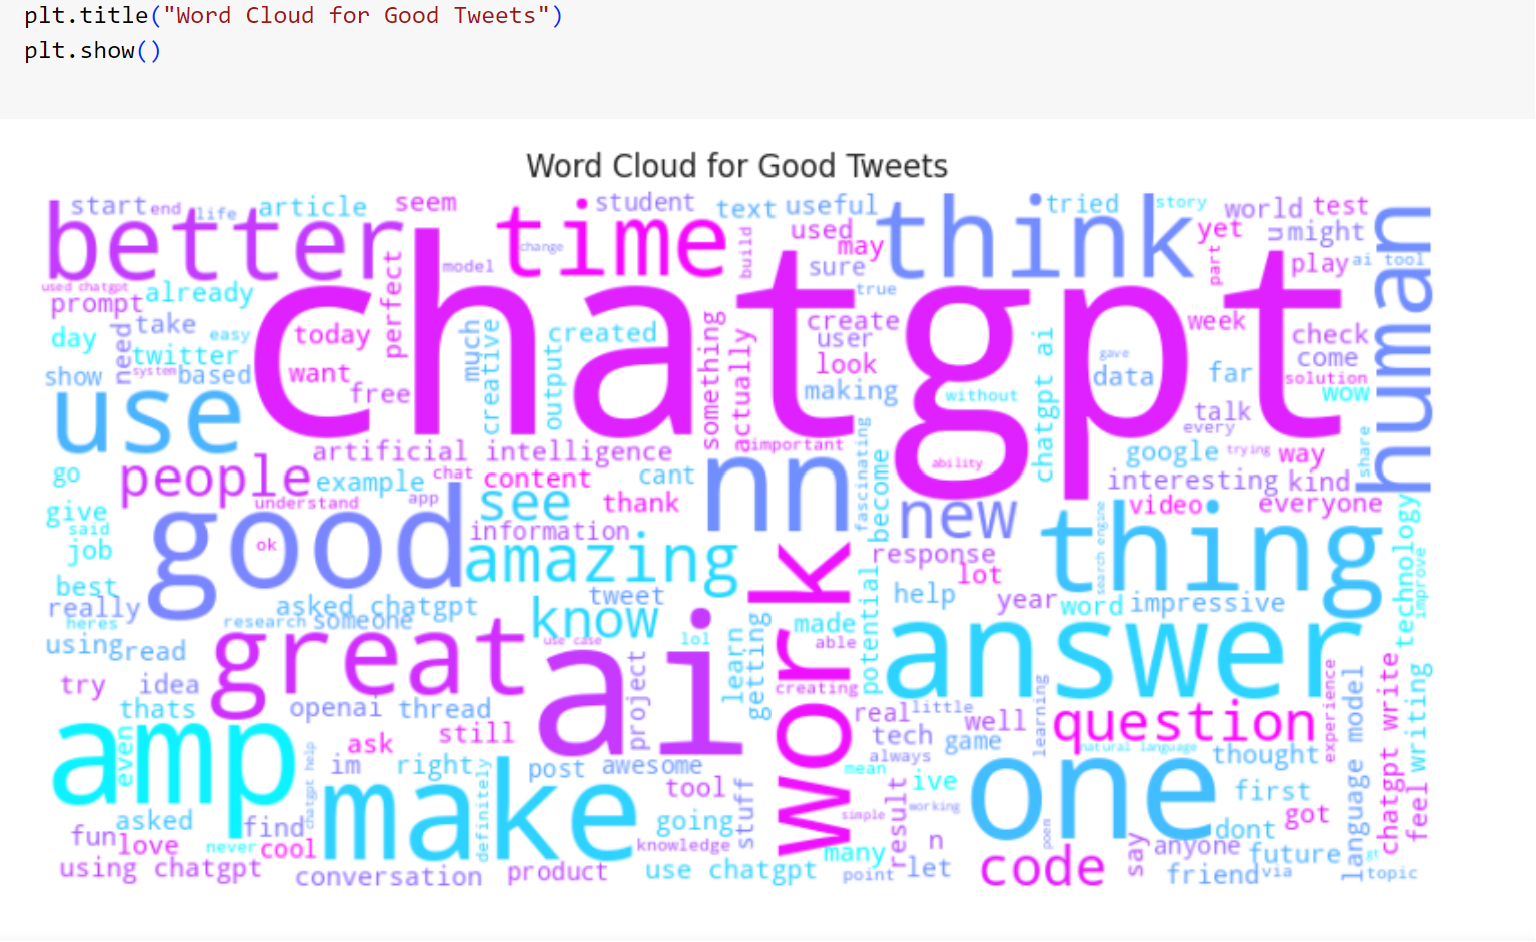 plt.title("Word Cloud for Good Tweets")
plt.show()
Word Cloud for Good Tweets
start
end
life
article
seem
student
text
useful
tried
story
world
test
better
time
think
used
may
yet
might
human
change
build
model
perfect
sure
part
play
ai tool
used chatgpt
prompt
already
true
chatgpt
day
need
take
easy
today
much
creative
created
output
something
actually
create
user
week
check
twitter
look
chatgpt ai
gave
come
show
system
based
want
free
making
without
data
far
solution
wow
use
talk
every
artificial intelligence
important
fascinating
google
trying
way
share
go
people
example
chat
content
cant
nn
become
ability
interesting
kind
understand
app
see
thank
new
video
everyone
give
said
good
ok
information
search engine
thing
technology
job
amazing
work
response
lot
improve
best
really
heres
asked chatgpt
tweet
potential
help
year
word
impressive
research
someone
know
made
answer
using
read
great
use case
lol
learn
getting
able
try
idea
ai
project
creating
learning
experience
language model
chatgpt write
writing
thats
openai
thread
real
little
well
question
amp
even
ask
still
tech
game
natural language
thought
always
chatgpt help
im
right
post
awesome
mean
one
feel
make
definitely
tool
stuff
result
ive
first
asked
find
going
simple
working
poem
got
fun
love
never
cool
knowledge
many
n
dont
say
anyone
future
gt
using chatgpt
conversation
product
use chatgpt
point
let
code
friend
via
topic